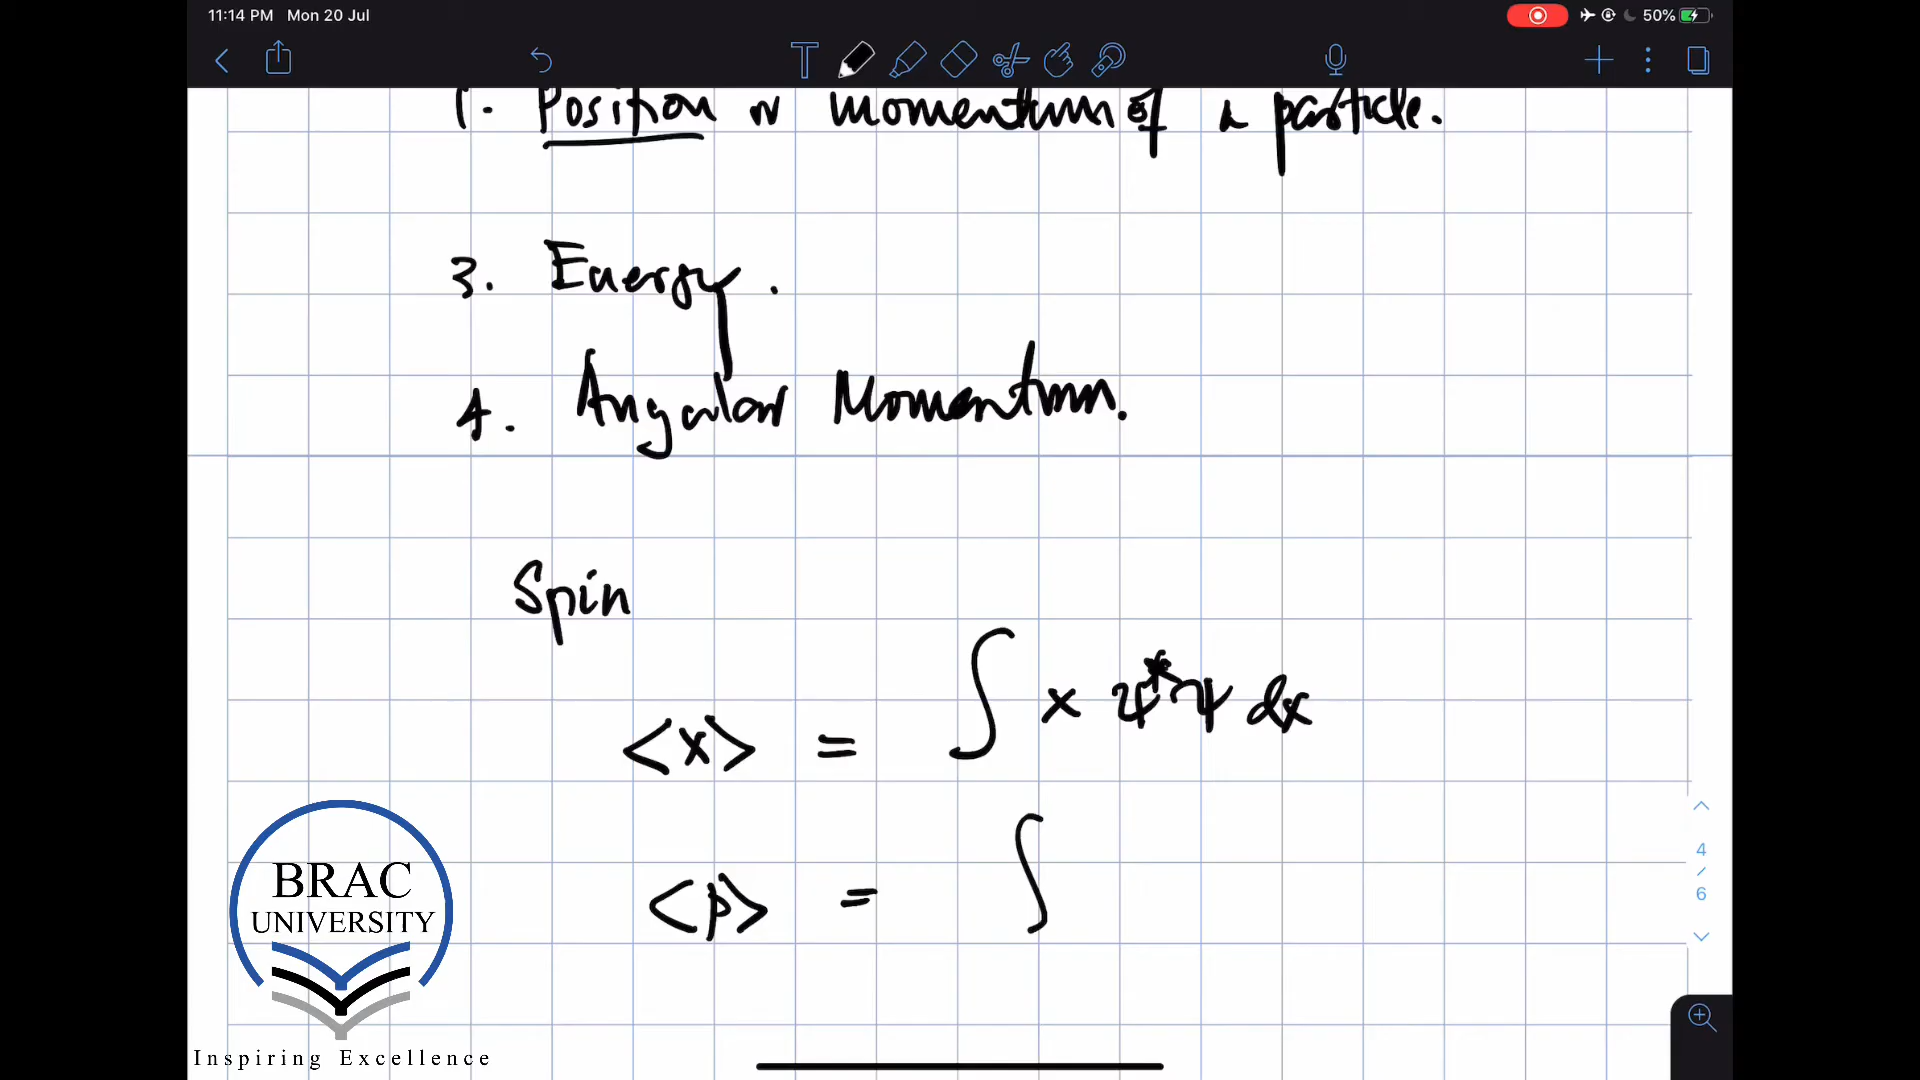 11:14 PM Mon 20 Jul 50%
1. Position or momentum of a particle.
3. Energy.
4. Angular Momentum.
Spin
<x> = ∫ x ψ*ψ dx
<p> = ∫
4
6
BRAC
UNIVERSITY
Inspiring Excellence